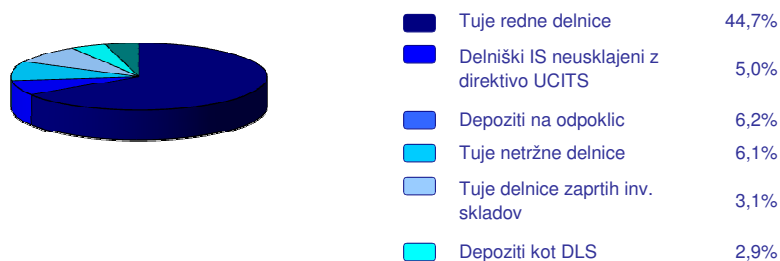 Tuje redne delnice 44,7%
Delniški IS neusklajeni z
direktivo UCITS 5,0%
Depoziti na odpoklic 6,2%
Tuje netržne delnice 6,1%
Tuje delnice zaprtih inv.
skladov 3,1%
Depoziti kot DLS 2,9%